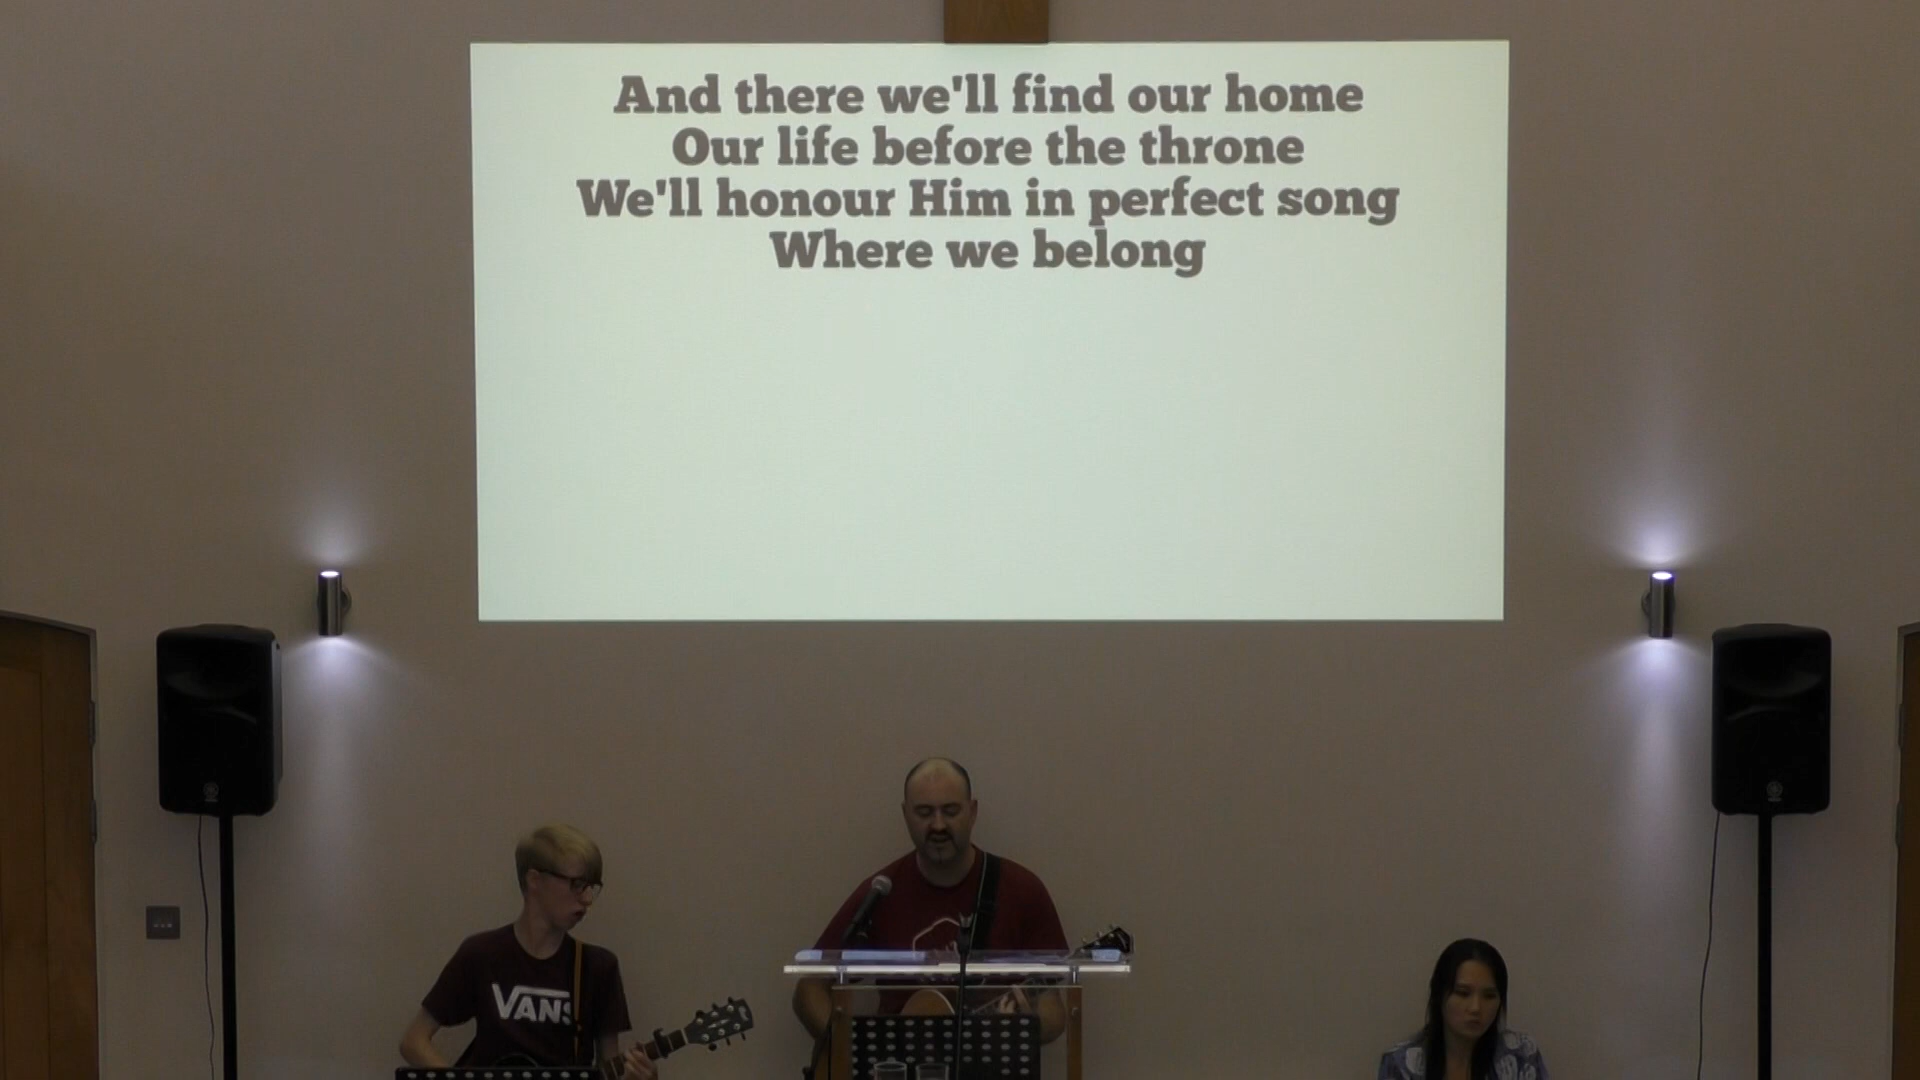 And there we'll find our home
Our life before the throne
We'll honour Him in perfect song
Where we belong
VANS